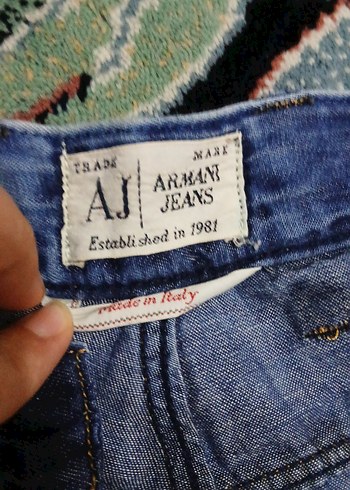 TRADE MARK
AJ ARMANI
JEANS
Established in 1981
Made in Italy